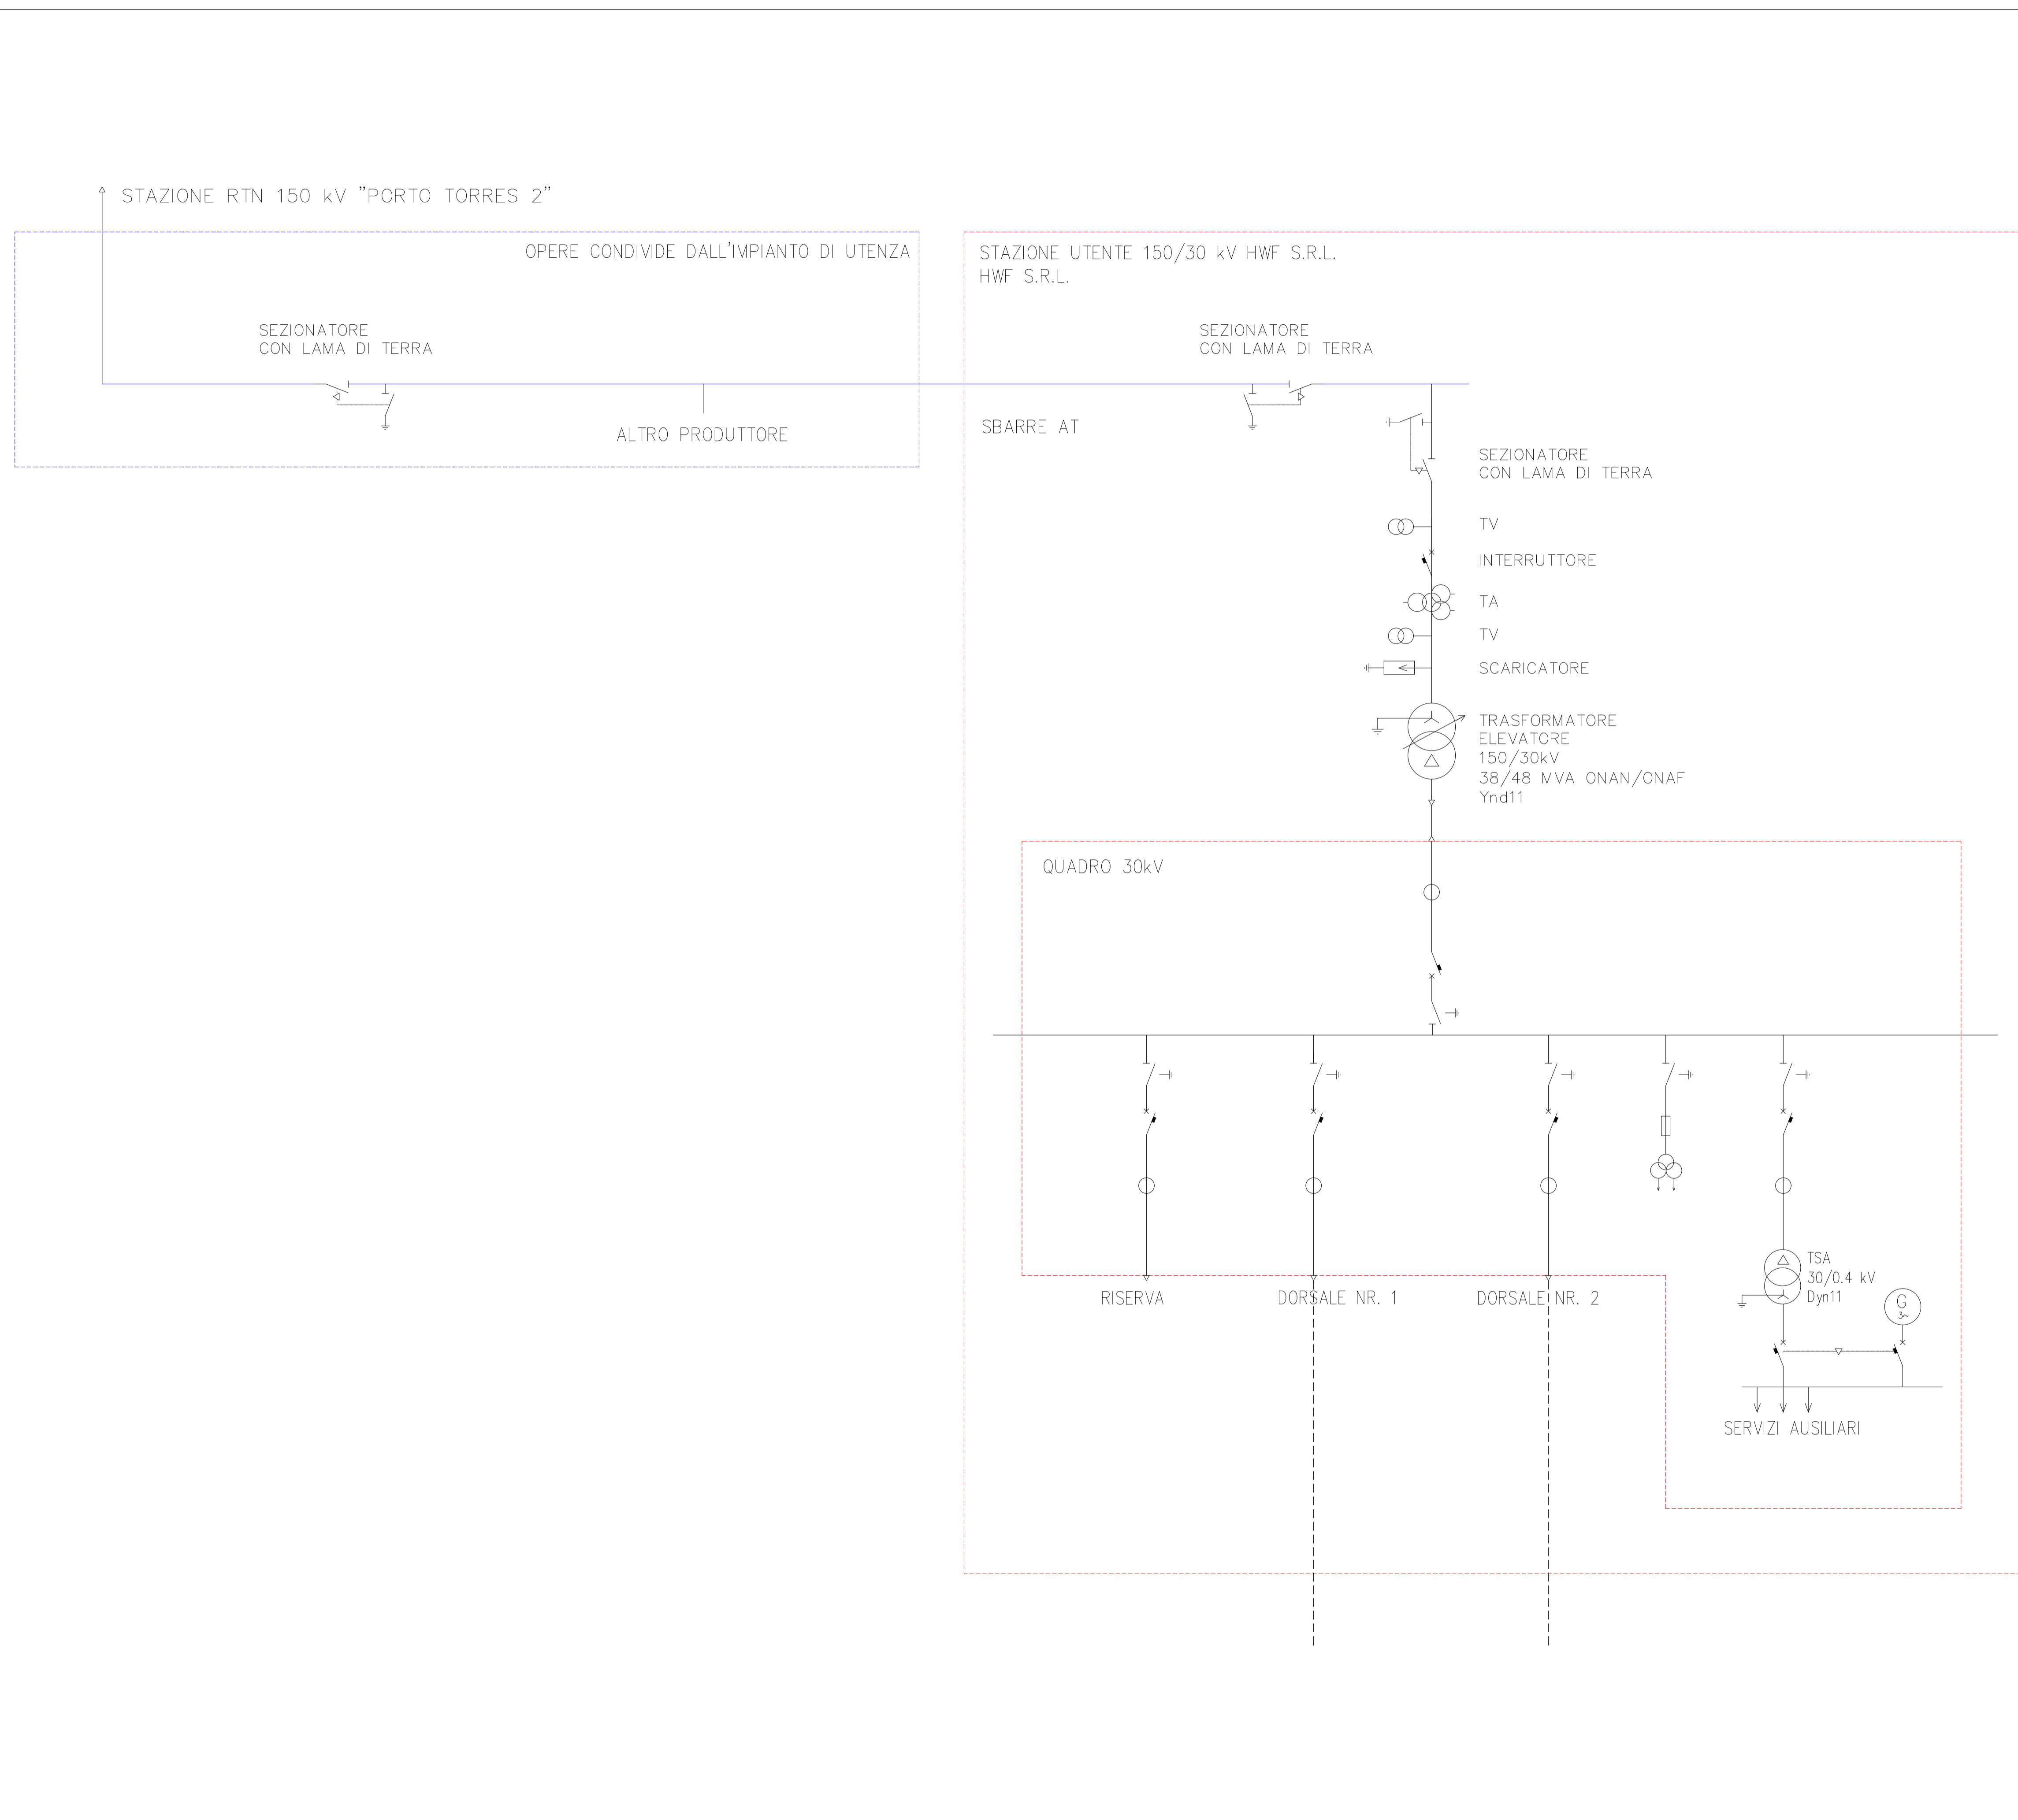 STAZIONE RTN 150 kV "PORTO TORRES 2"
OPERE CONDIVIDE DALL'IMPIANTO DI UTENZA
STAZIONE UTENTE 150/30 kV HWF S.R.L.
HWF S.R.L.
SEZIONATORE
CON LAMA DI TERRA
SEZIONATORE
CON LAMA DI TERRA
ALTRO PRODUTTORE
SBARRE AT
SEZIONATORE
CON LAMA DI TERRA
TV
INTERRUTTORE
TA
TV
SCARICATORE
TRASFORMATORE
ELEVATORE
150/30kV
38/48 MVA ONAN/ONAF
Ynd11
QUADRO 30kV
TSA
30/0.4 kV
Dyn11
G
3~
RISERVA
DORSALE NR. 1
DORSALE NR. 2
SERVIZI AUSILIARI